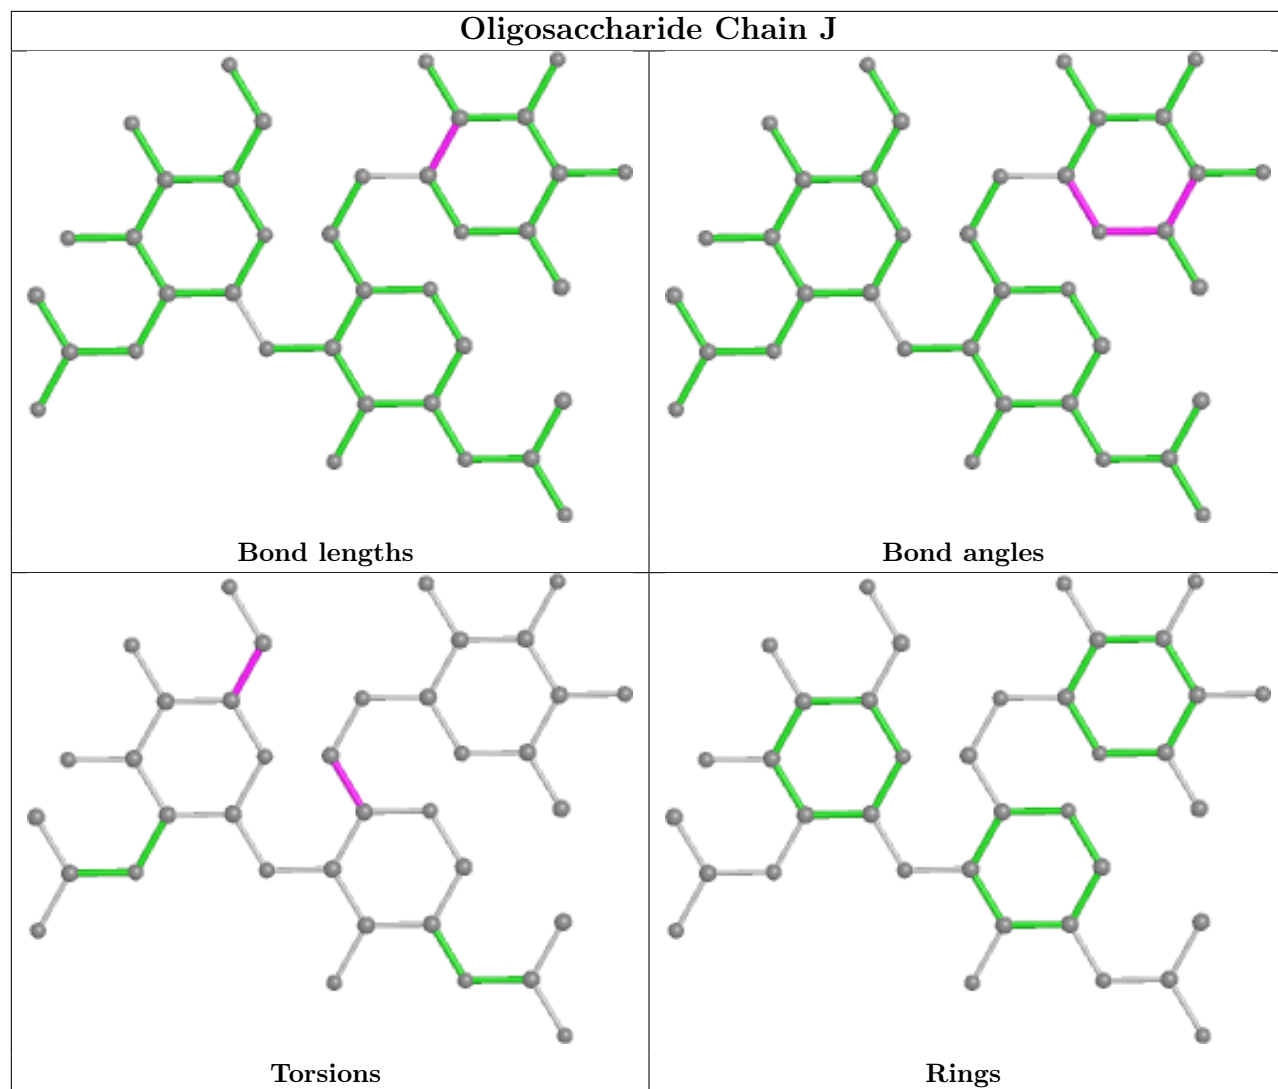 Oligosaccharide Chain J
Bond lengths
Bond angles
Torsions
Rings